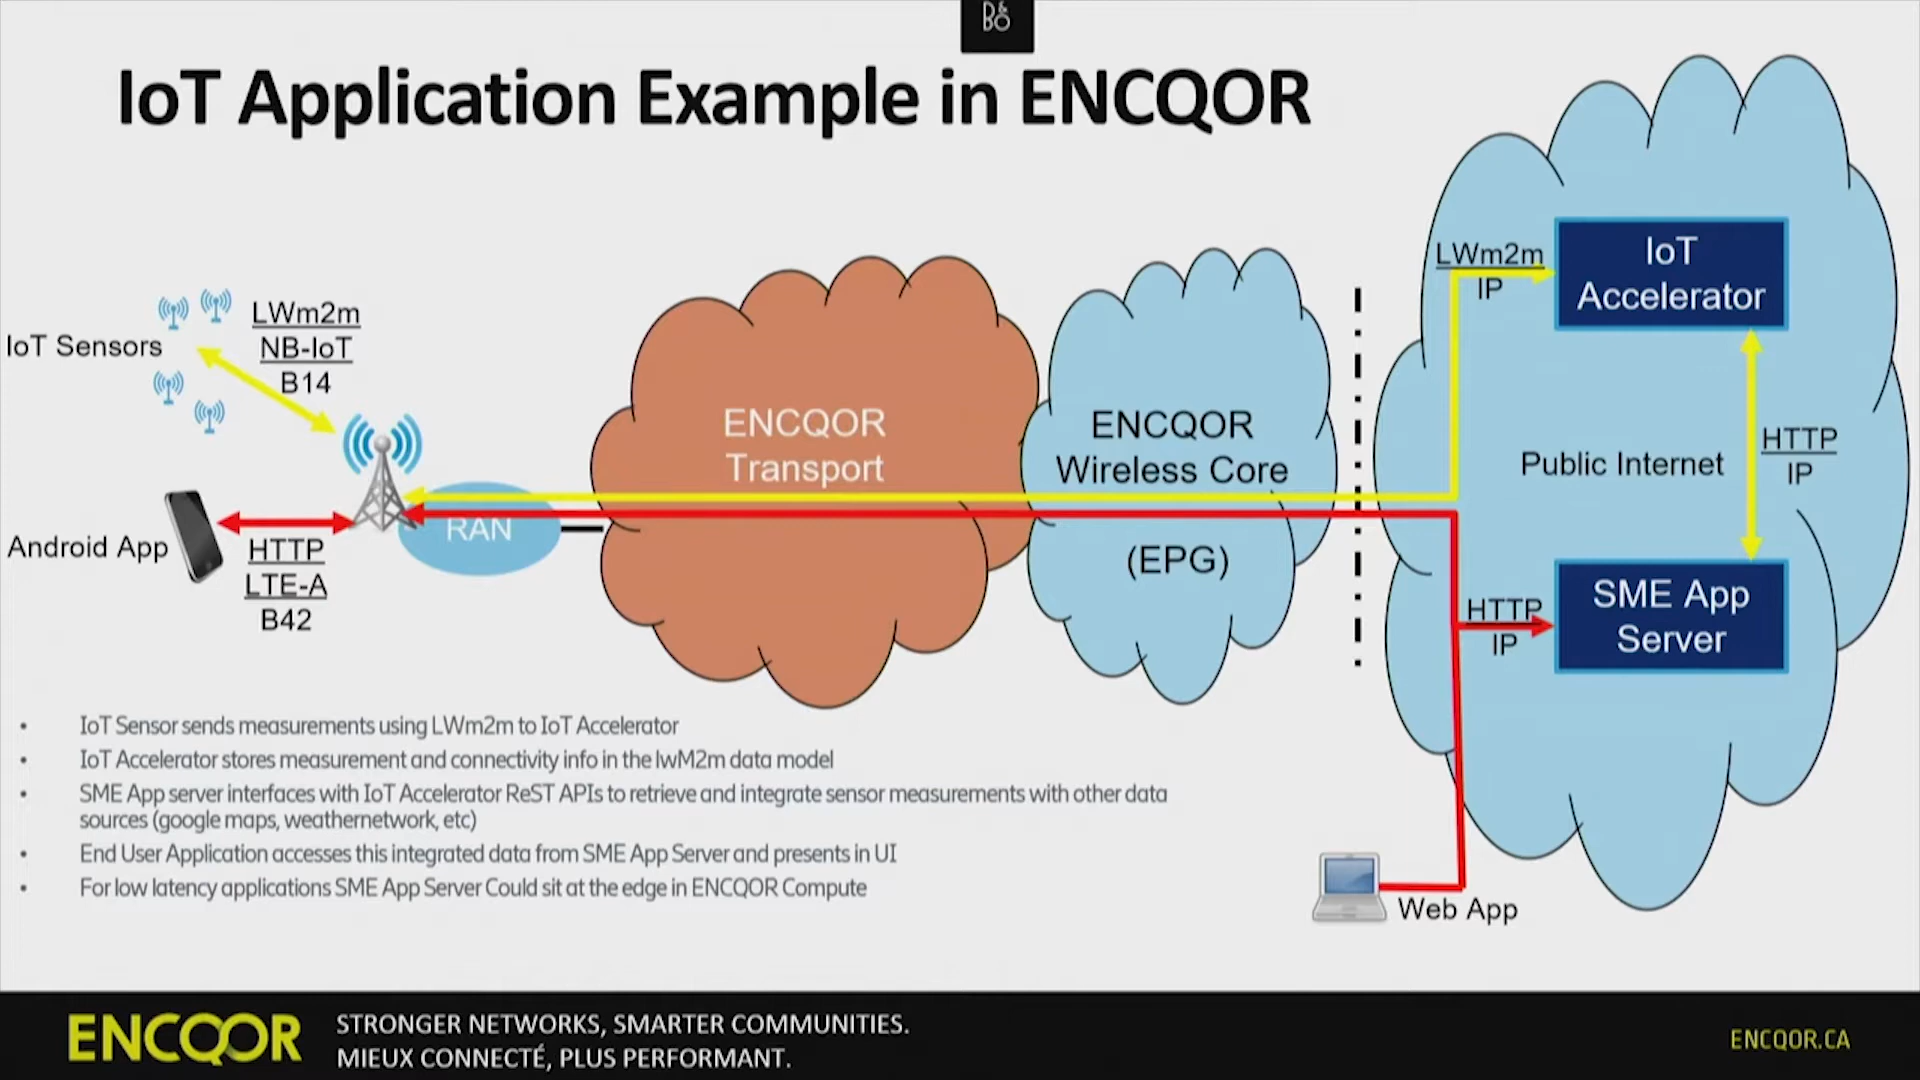 B&O
IoT Application Example in ENCQOR
LWm2m
IP
IoT
Accelerator
IoT Sensors
LWm2m
NB-IoT
B14
ENCQOR
Transport
ENCQOR
Wireless Core
(EPG)
Public Internet
HTTP
IP
RAN
Android App
HTTP
LTE-A
B42
HTTP
IP
SME App
Server
• IoT Sensor sends measurements using LWm2m to IoT Accelerator
• IoT Accelerator stores measurement and connectivity info in the lwM2m data model
• SME App server interfaces with IoT Accelerator ReST APIs to retrieve and integrate sensor measurements with other data
sources (google maps, weathernetwork, etc)
• End User Application accesses this integrated data from SME App Server and presents in UI
• For low latency applications SME App Server Could sit at the edge in ENCQOR Compute
Web App
ENCQOR
STRONGER NETWORKS, SMARTER COMMUNITIES.
MIEUX CONNECTÉ, PLUS PERFORMANT.
ENCQOR.CA